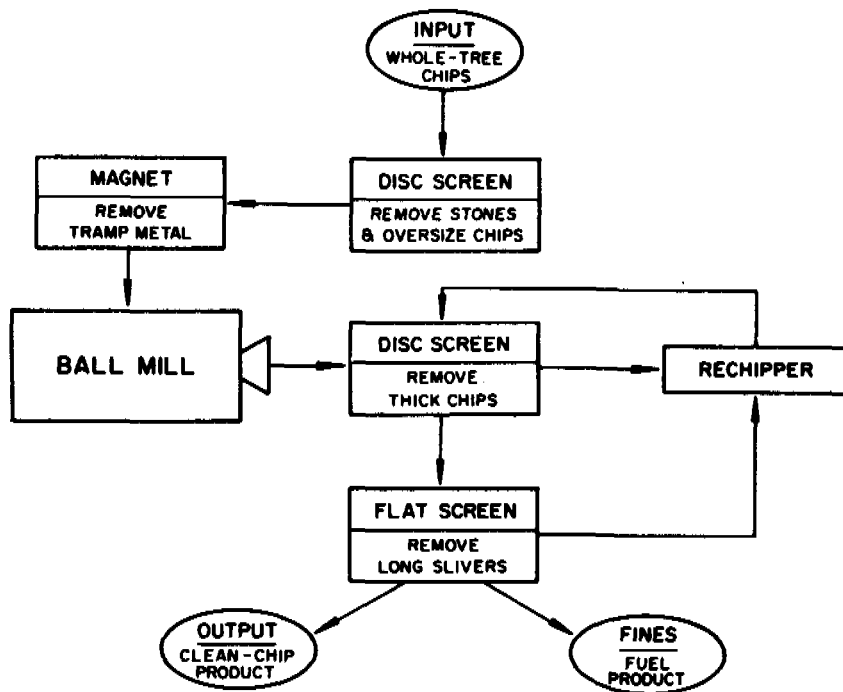 INPUT
WHOLE-TREE
CHIPS
MAGNET
REMOVE
TRAMP METAL
DISC SCREEN
REMOVE STONES
& OVERSIZE CHIPS
BALL MILL
DISC SCREEN
REMOVE
THICK CHIPS
RECHIPPER
FLAT SCREEN
REMOVE
LONG SLIVERS
OUTPUT
CLEAN-CHIP
PRODUCT
FINES
FUEL
PRODUCT